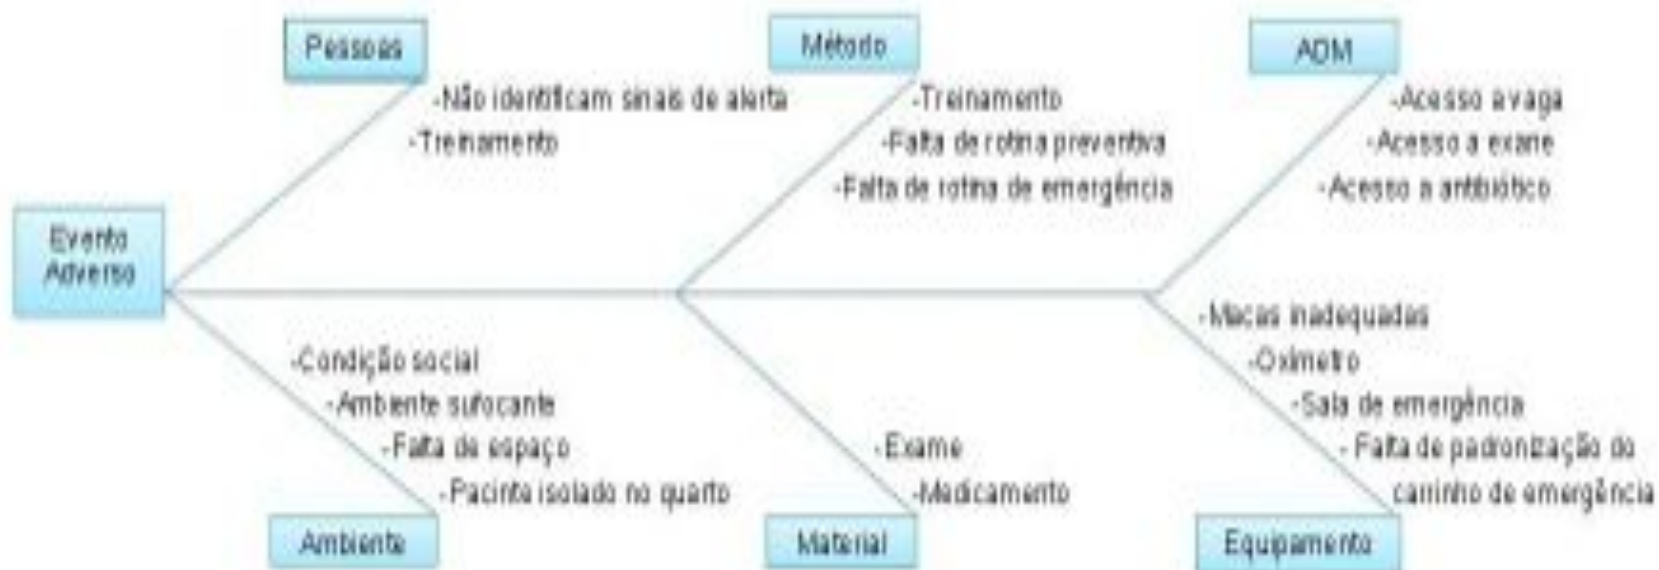 Pessoas
-Não identificam sinais de alerta
-Treinamento
Método
-Treinamento
-Falta de rotina preventiva
-Falta de rotina de emergência
ADM
-Acesso a vaga
-Acesso a exame
-Acesso a antibiótico
Evento
Adverso
-Condição social
-Ambiente sufocante
-Falta de espaço
-Pacinte isolado no quarto
Ambiente
-Exame
-Medicamento
Material
-Macas inadequadas
-Oxímetro
-Sala de emergência
- Falta de padronização do
carrinho de emergência
Equipamento